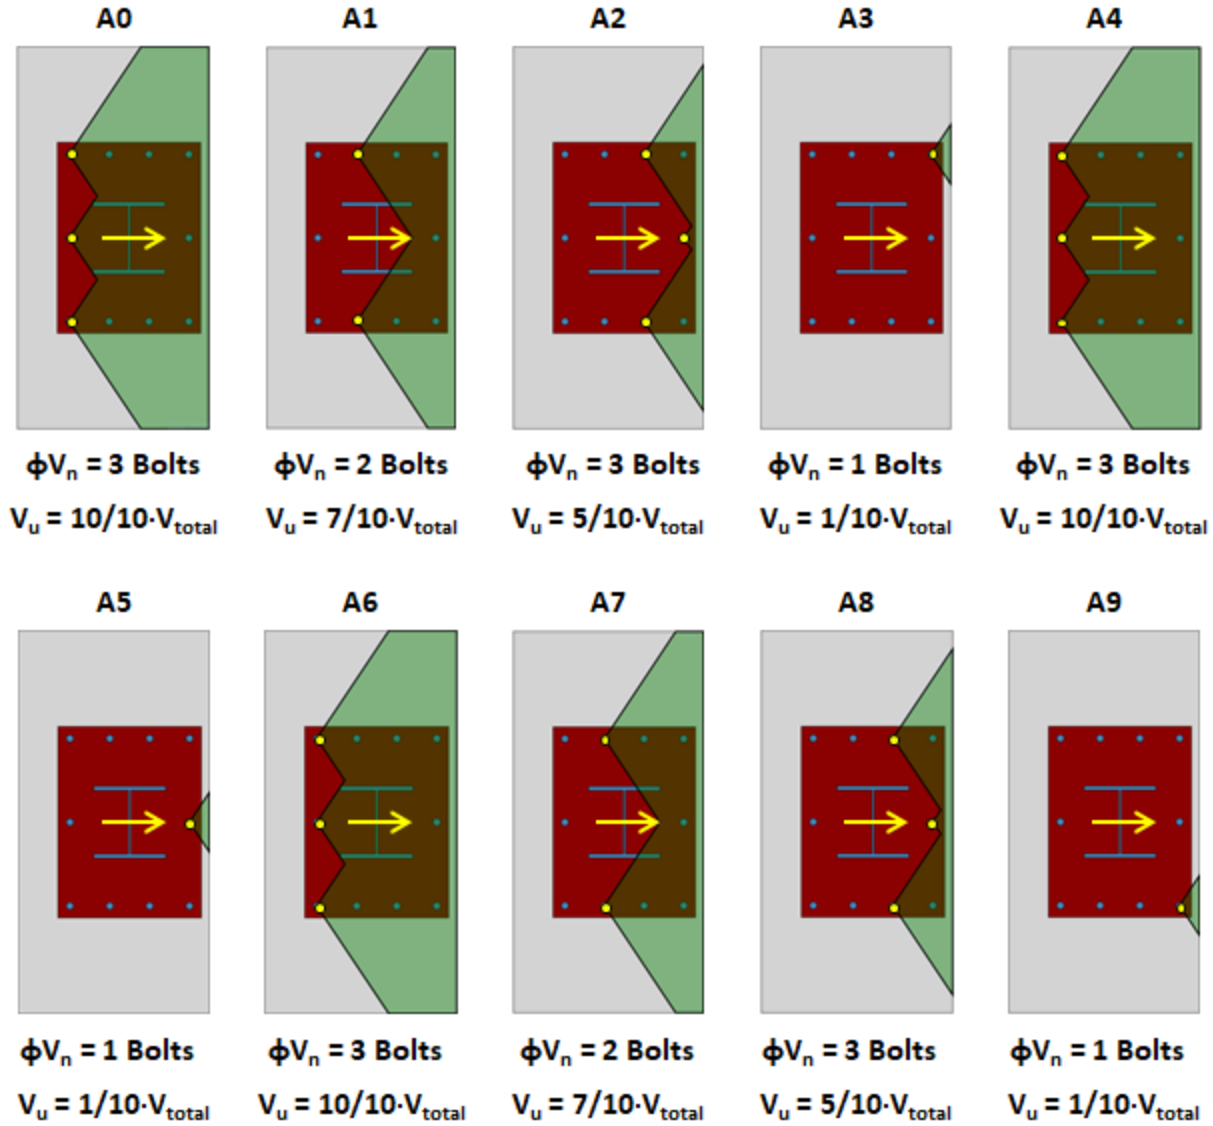 A0 A1 A2 A3 A4
ϕVn = 3 Bolts ϕVn = 2 Bolts ϕVn = 3 Bolts ϕVn = 1 Bolts ϕVn = 3 Bolts
Vu = 10/10·Vtotal Vu = 7/10·Vtotal Vu = 5/10·Vtotal Vu = 1/10·Vtotal Vu = 10/10·Vtotal
A5 A6 A7 A8 A9
ϕVn = 1 Bolts ϕVn = 3 Bolts ϕVn = 2 Bolts ϕVn = 3 Bolts ϕVn = 1 Bolts
Vu = 1/10·Vtotal Vu = 10/10·Vtotal Vu = 7/10·Vtotal Vu = 5/10·Vtotal Vu = 1/10·Vtotal